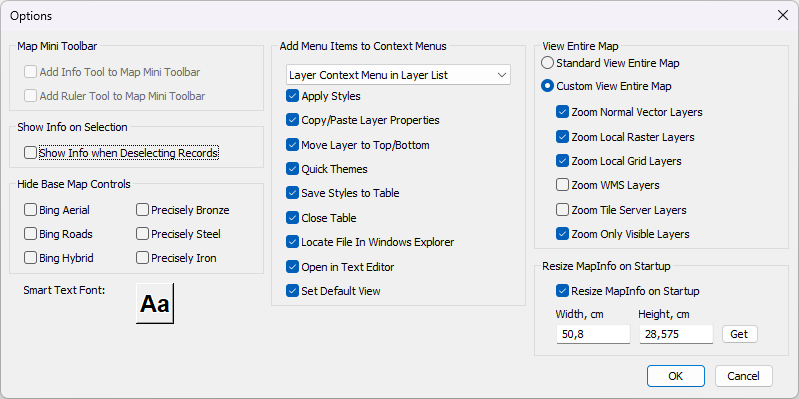 Options
Map Mini Toolbar
Add Info Tool to Map Mini Toolbar
Add Ruler Tool to Map Mini Toolbar
Show Info on Selection
Show Info when Deselecting Records
Hide Base Map Controls
Bing Aerial
Precisely Bronze
Bing Roads
Precisely Steel
Bing Hybrid
Precisely Iron
Smart Text Font:
Aa
Add Menu Items to Context Menus
Layer Context Menu in Layer List
Apply Styles
Copy/Paste Layer Properties
Move Layer to Top/Bottom
Quick Themes
Save Styles to Table
Close Table
Locate File In Windows Explorer
Open in Text Editor
Set Default View
View Entire Map
Standard View Entire Map
Custom View Entire Map
Zoom Normal Vector Layers
Zoom Local Raster Layers
Zoom Local Grid Layers
Zoom WMS Layers
Zoom Tile Server Layers
Zoom Only Visible Layers
Resize MapInfo on Startup
Resize MapInfo on Startup
Width, cm
Height, cm
50,8
28,575
Get
OK
Cancel